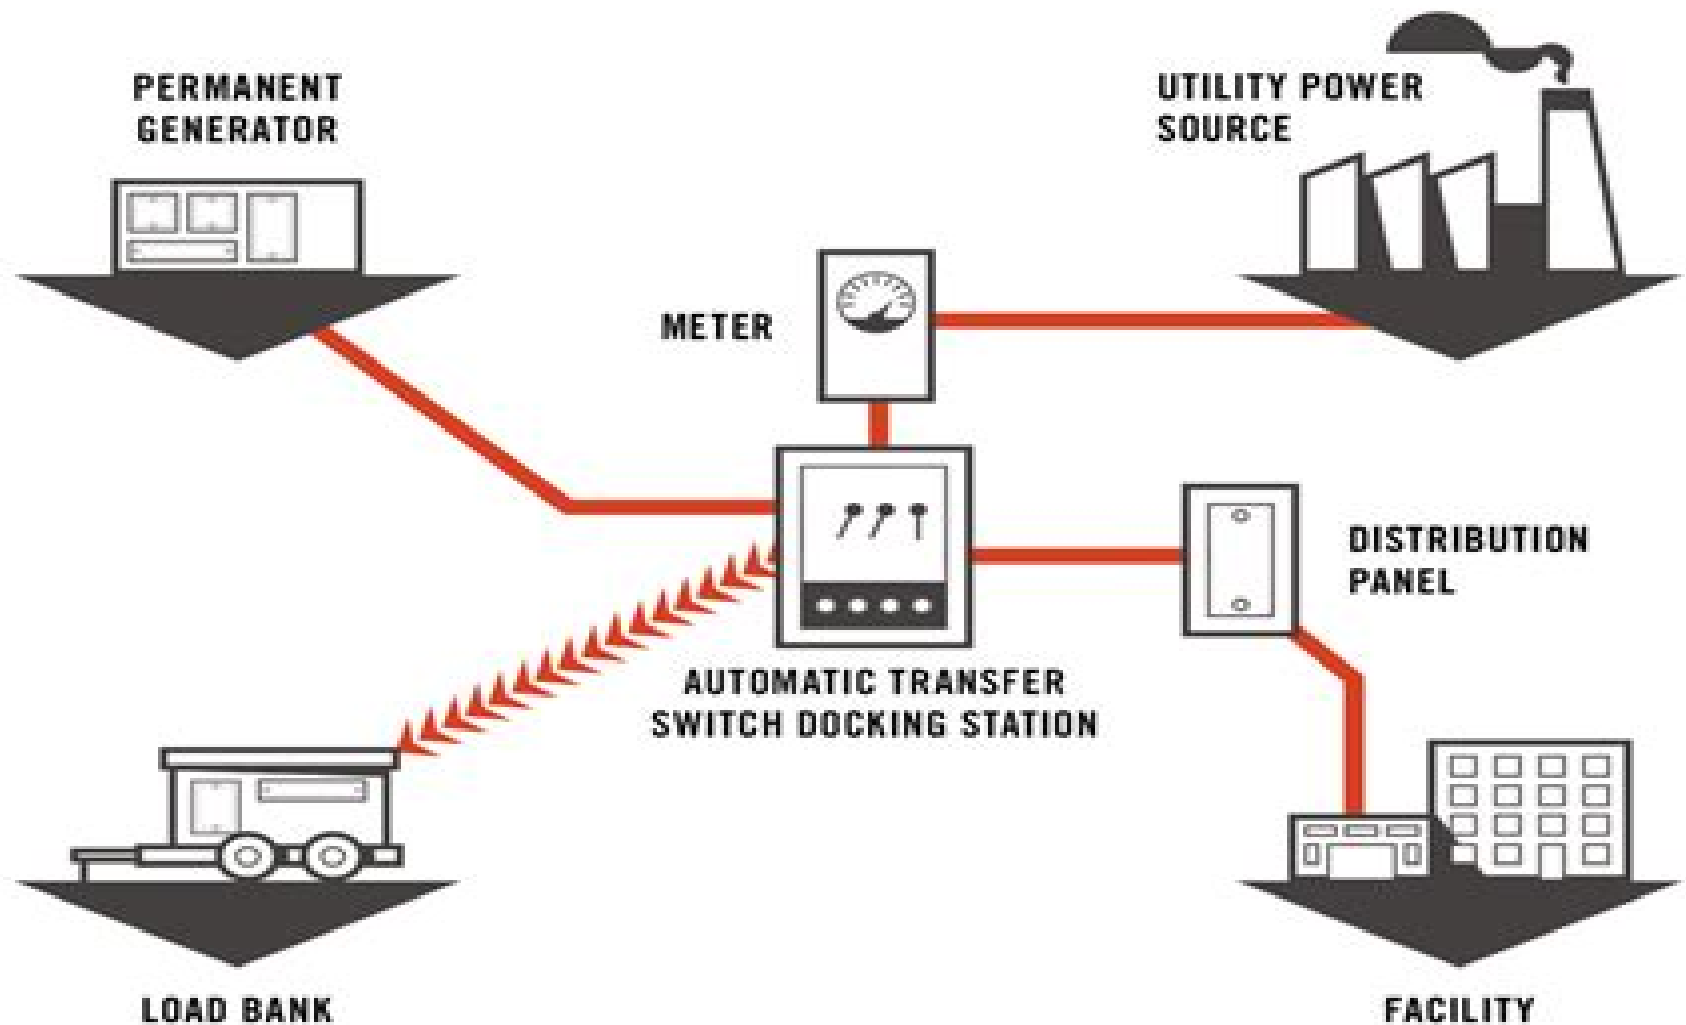 PERMANENT
GENERATOR
UTILITY POWER
SOURCE
METER
DISTRIBUTION
PANEL
AUTOMATIC TRANSFER
SWITCH DOCKING STATION
LOAD BANK
FACILITY